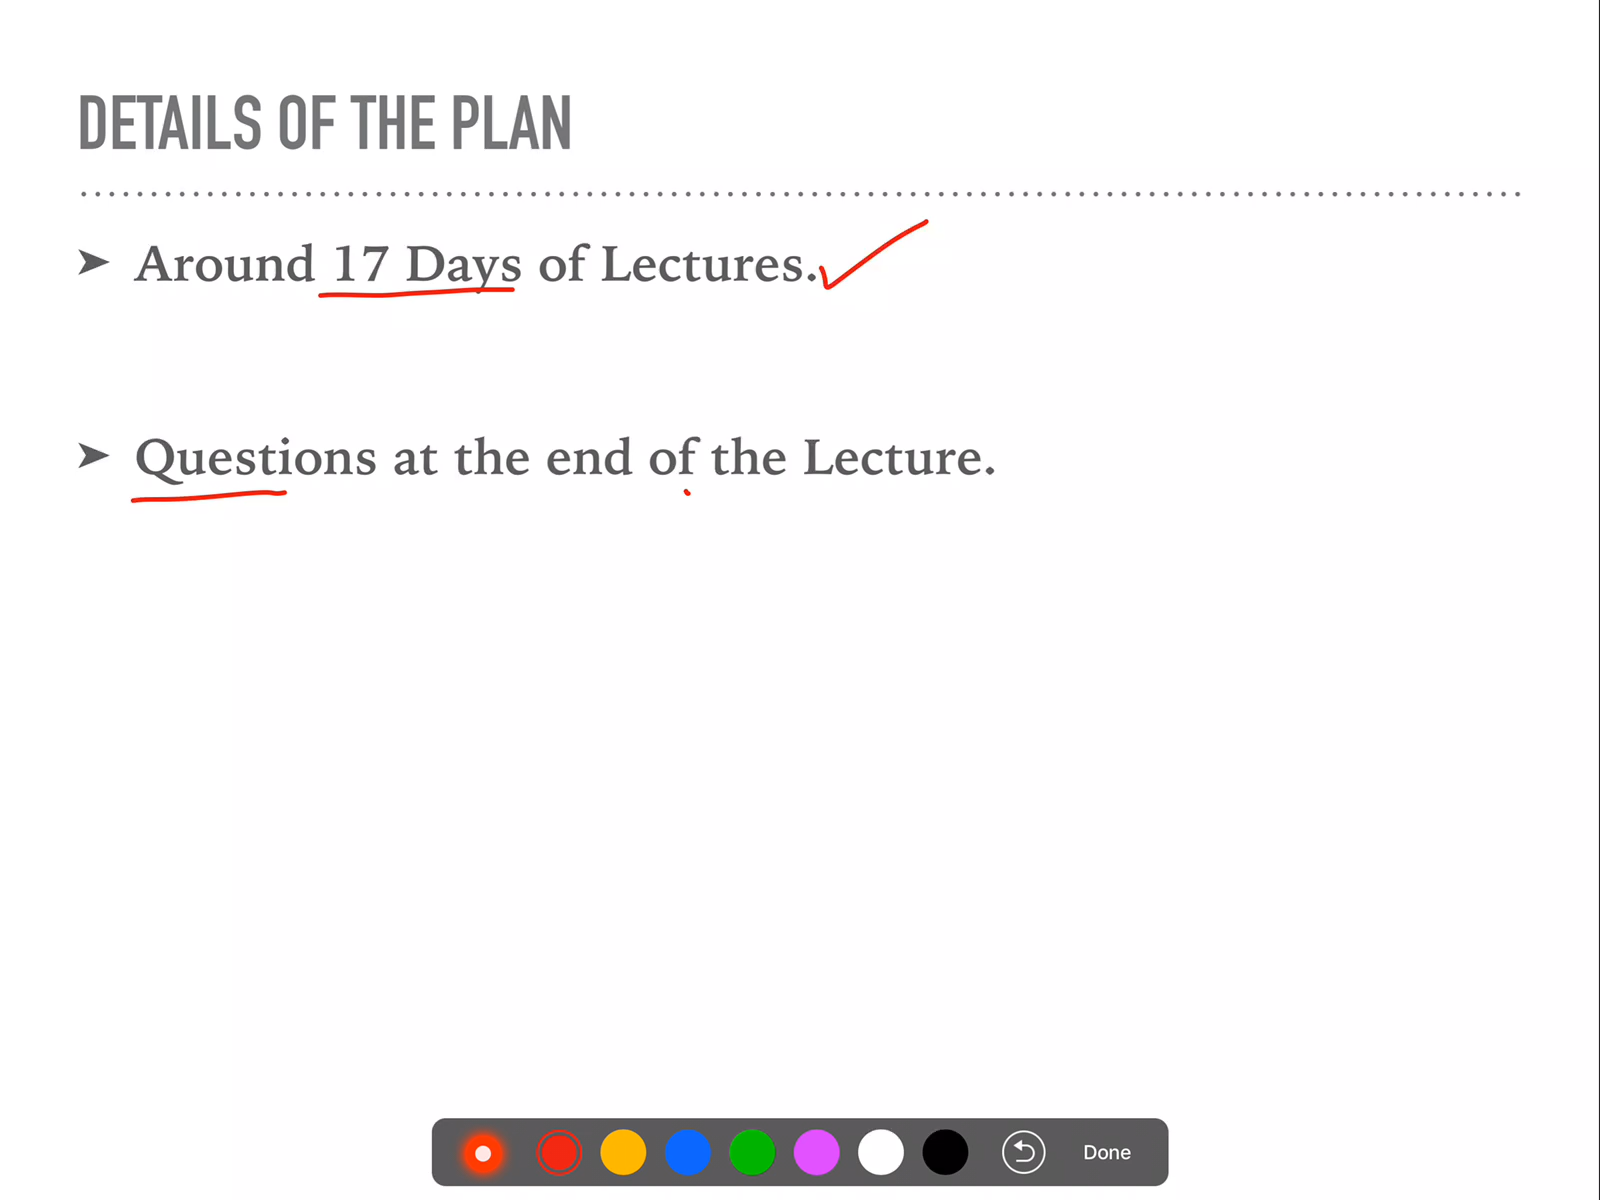 DETAILS OF THE PLAN
➤ Around 17 Days of Lectures.
➤ Questions at the end of the Lecture.
Done